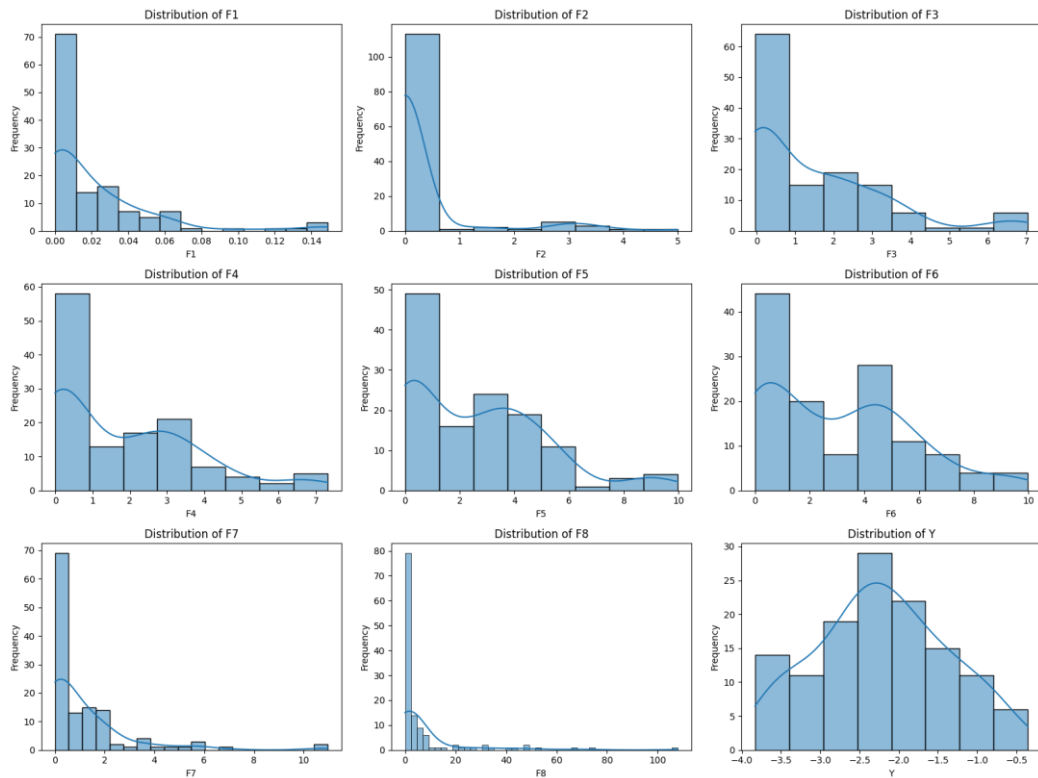 Distribution of F1
Frequency
70
60
50
40
30
20
10
0
0.00 0.02 0.04 0.06 0.08 0.10 0.12 0.14
F1
Distribution of F2
Frequency
100
80
60
40
20
0
0 1 2 3 4 5
F2
Distribution of F3
Frequency
60
50
40
30
20
10
0
0 1 2 3 4 5 6 7
F3
Distribution of F4
Frequency
60
50
40
30
20
10
0
0 1 2 3 4 5 6 7
F4
Distribution of F5
Frequency
50
40
30
20
10
0
0 2 4 6 8 10
F5
Distribution of F6
Frequency
40
30
20
10
0
0 2 4 6 8 10
F6
Distribution of F7
Frequency
70
60
50
40
30
20
10
0
0 2 4 6 8 10
F7
Distribution of F8
Frequency
80
70
60
50
40
30
20
10
0
0 20 40 60 80 100
F8
Distribution of Y
Frequency
30
25
20
15
10
5
0
−4.0 −3.5 −3.0 −2.5 −2.0 −1.5 −1.0 −0.5
Y